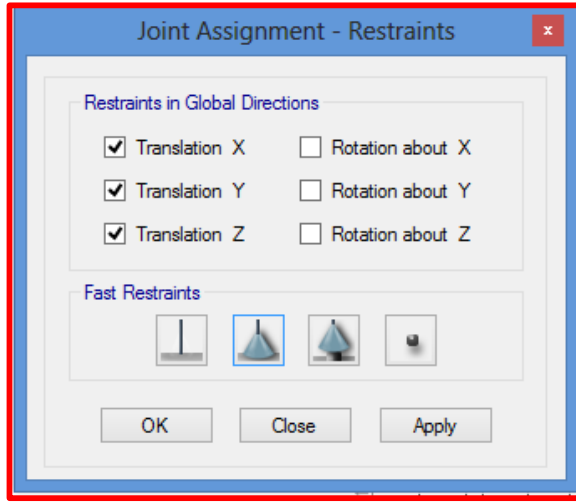 Joint Assignment - Restraints
x
Restraints in Global Directions
Translation X
Rotation about X
Translation Y
Rotation about Y
Translation Z
Rotation about Z
Fast Restraints
OK
Close
Apply